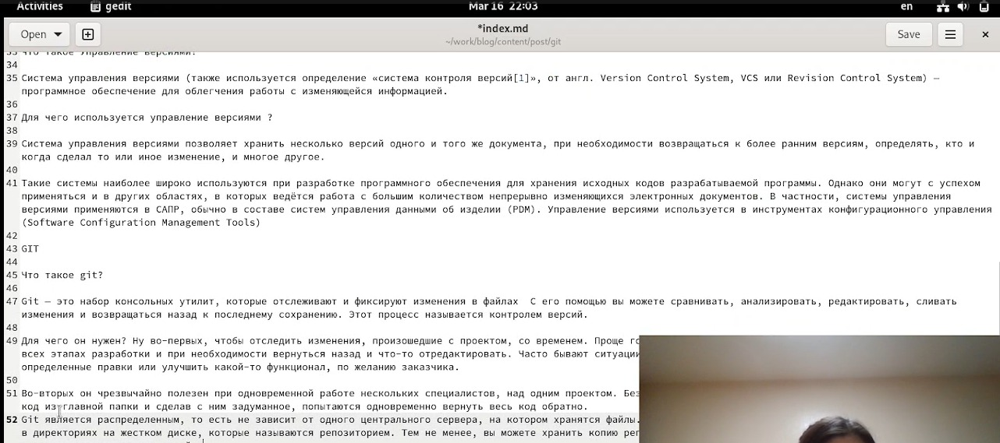 Activities gedit Mar 16 22:03 en
Open *index.md Save
~/work/blog/content/post/git
33 Что такое Управление версиями?
34
35 Система управления версиями (также используется определение «система контроля версий[1]», от англ. Version Control System, VCS или Revision Control System) —
программное обеспечение для облегчения работы с изменяющейся информацией.
36
37 Для чего используется управление версиями ?
38
39 Система управления версиями позволяет хранить несколько версий одного и того же документа, при необходимости возвращаться к более ранним версиям, определять, кто и
когда сделал то или иное изменение, и многое другое.
40
41 Такие системы наиболее широко используются при разработке программного обеспечения для хранения исходных кодов разрабатываемой программы. Однако они могут с успехом
применяться и в других областях, в которых ведётся работа с большим количеством непрерывно изменяющихся электронных документов. В частности, системы управления
версиями применяются в САПР, обычно в составе систем управления данными об изделии (PDM). Управление версиями используется в инструментах конфигурационного управления
(Software Configuration Management Tools)
42
43 GIT
44
45 Что такое git?
46
47 Git — это набор консольных утилит, которые отслеживают и фиксируют изменения в файлах  С его помощью вы можете сравнивать, анализировать, редактировать, сливать
изменения и возвращаться назад к последнему сохранению. Этот процесс называется контролем версий.
48
49 Для чего он нужен? Ну во-первых, чтобы отследить изменения, произошедшие с проектом, со временем. Проще
всех этапах разработки и при необходимости вернуться назад и что-то отредактировать. Часто бывают ситуации
определенные правки или улучшить какой-то функционал, по желанию заказчика.
50
51 Во-вторых он чрезвычайно полезен при одновременной работе нескольких специалистов, над одним проектом. Без
код из главной папки и сделав с ним задуманное, попытаются одновременно вернуть весь код обратно.
52 Git является распределенным, то есть не зависит от одного центрального сервера, на котором хранятся файлы.
в директориях на жестком диске, которые называются репозиторием. Тем не менее, вы можете хранить копию